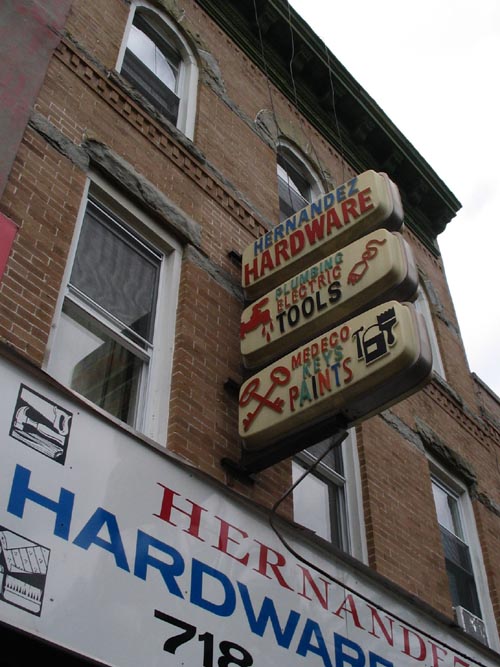 HERNANDEZ
HARDWARE
PLUMBING
ELECTRIC
TOOLS
MEDECO
KEYS
PAINTS
HERNANDEZ
HARDWARE
718